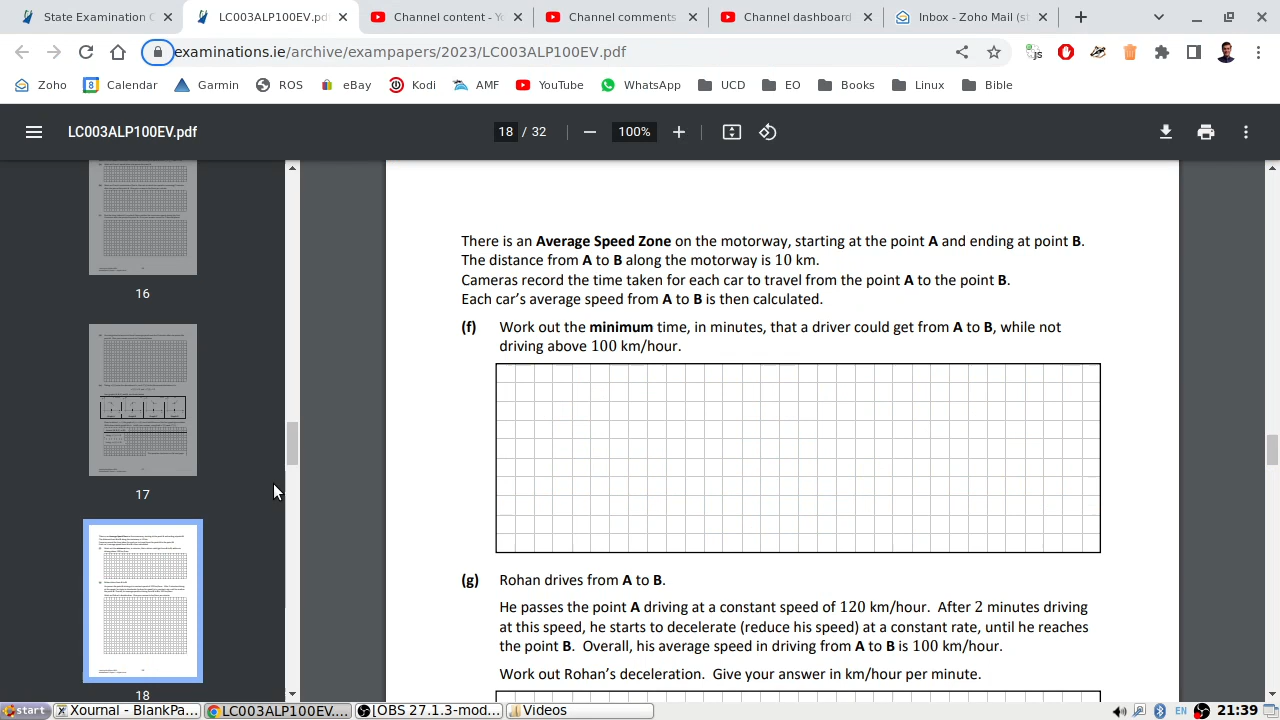 State Examination C
LC003ALP100EV.pdf
Channel content - Yo
Channel comments
Channel dashboard
Inbox - Zoho Mail (st
examinations.ie/archive/exampapers/2023/LC003ALP100EV.pdf
Zoho
Calendar
Garmin
ROS
eBay
Kodi
AMF
YouTube
WhatsApp
UCD
EO
Books
Linux
Bible
LC003ALP100EV.pdf
18 / 32
100%
16
17
18
There is an Average Speed Zone on the motorway, starting at the point A and ending at point B.
The distance from A to B along the motorway is 10 km.
Cameras record the time taken for each car to travel from the point A to the point B.
Each car’s average speed from A to B is then calculated.
(f) Work out the minimum time, in minutes, that a driver could get from A to B, while not
driving above 100 km/hour.
(g) Rohan drives from A to B.
He passes the point A driving at a constant speed of 120 km/hour. After 2 minutes driving
at this speed, he starts to decelerate (reduce his speed) at a constant rate, until he reaches
the point B. Overall, his average speed in driving from A to B is 100 km/hour.
Work out Rohan’s deceleration. Give your answer in km/hour per minute.
start
Xournal - BlankPa...
LC003ALP100EV....
[OBS 27.1.3-mod...
Videos
EN
21:39